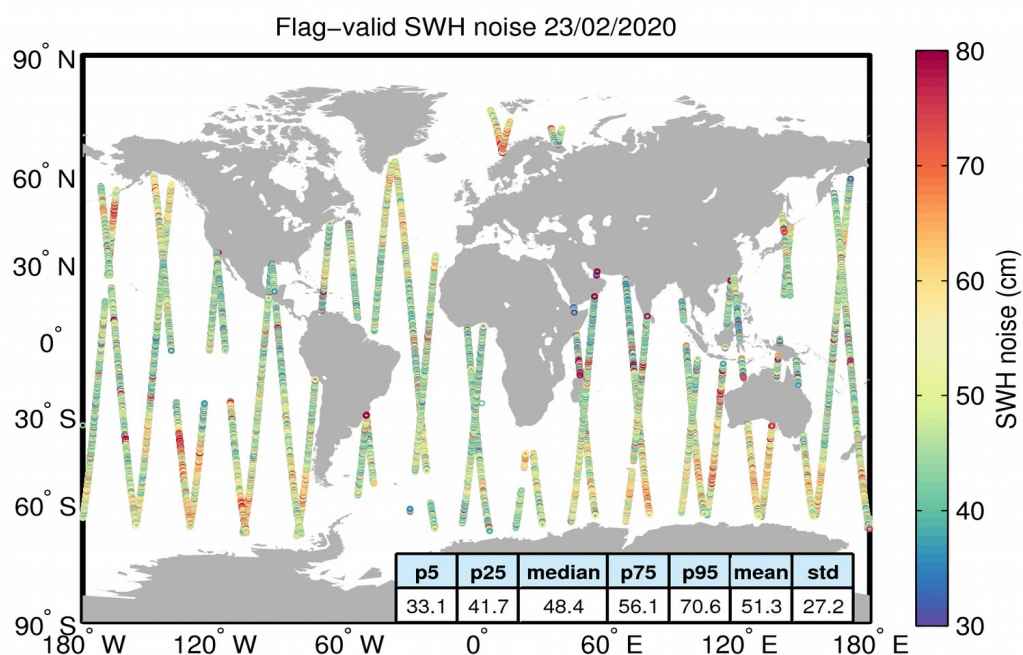 Flag−valid SWH noise 23/02/2020
90° N
60° N
30° N
0°
30° S
60° S
90° S
180° W
120° W
60° W
0°
60° E
120° E
180° E
80
70
60
50
40
30
SWH noise (cm)
p5 p25 median p75 p95 mean std
33.1 41.7 48.4 56.1 70.6 51.3 27.2